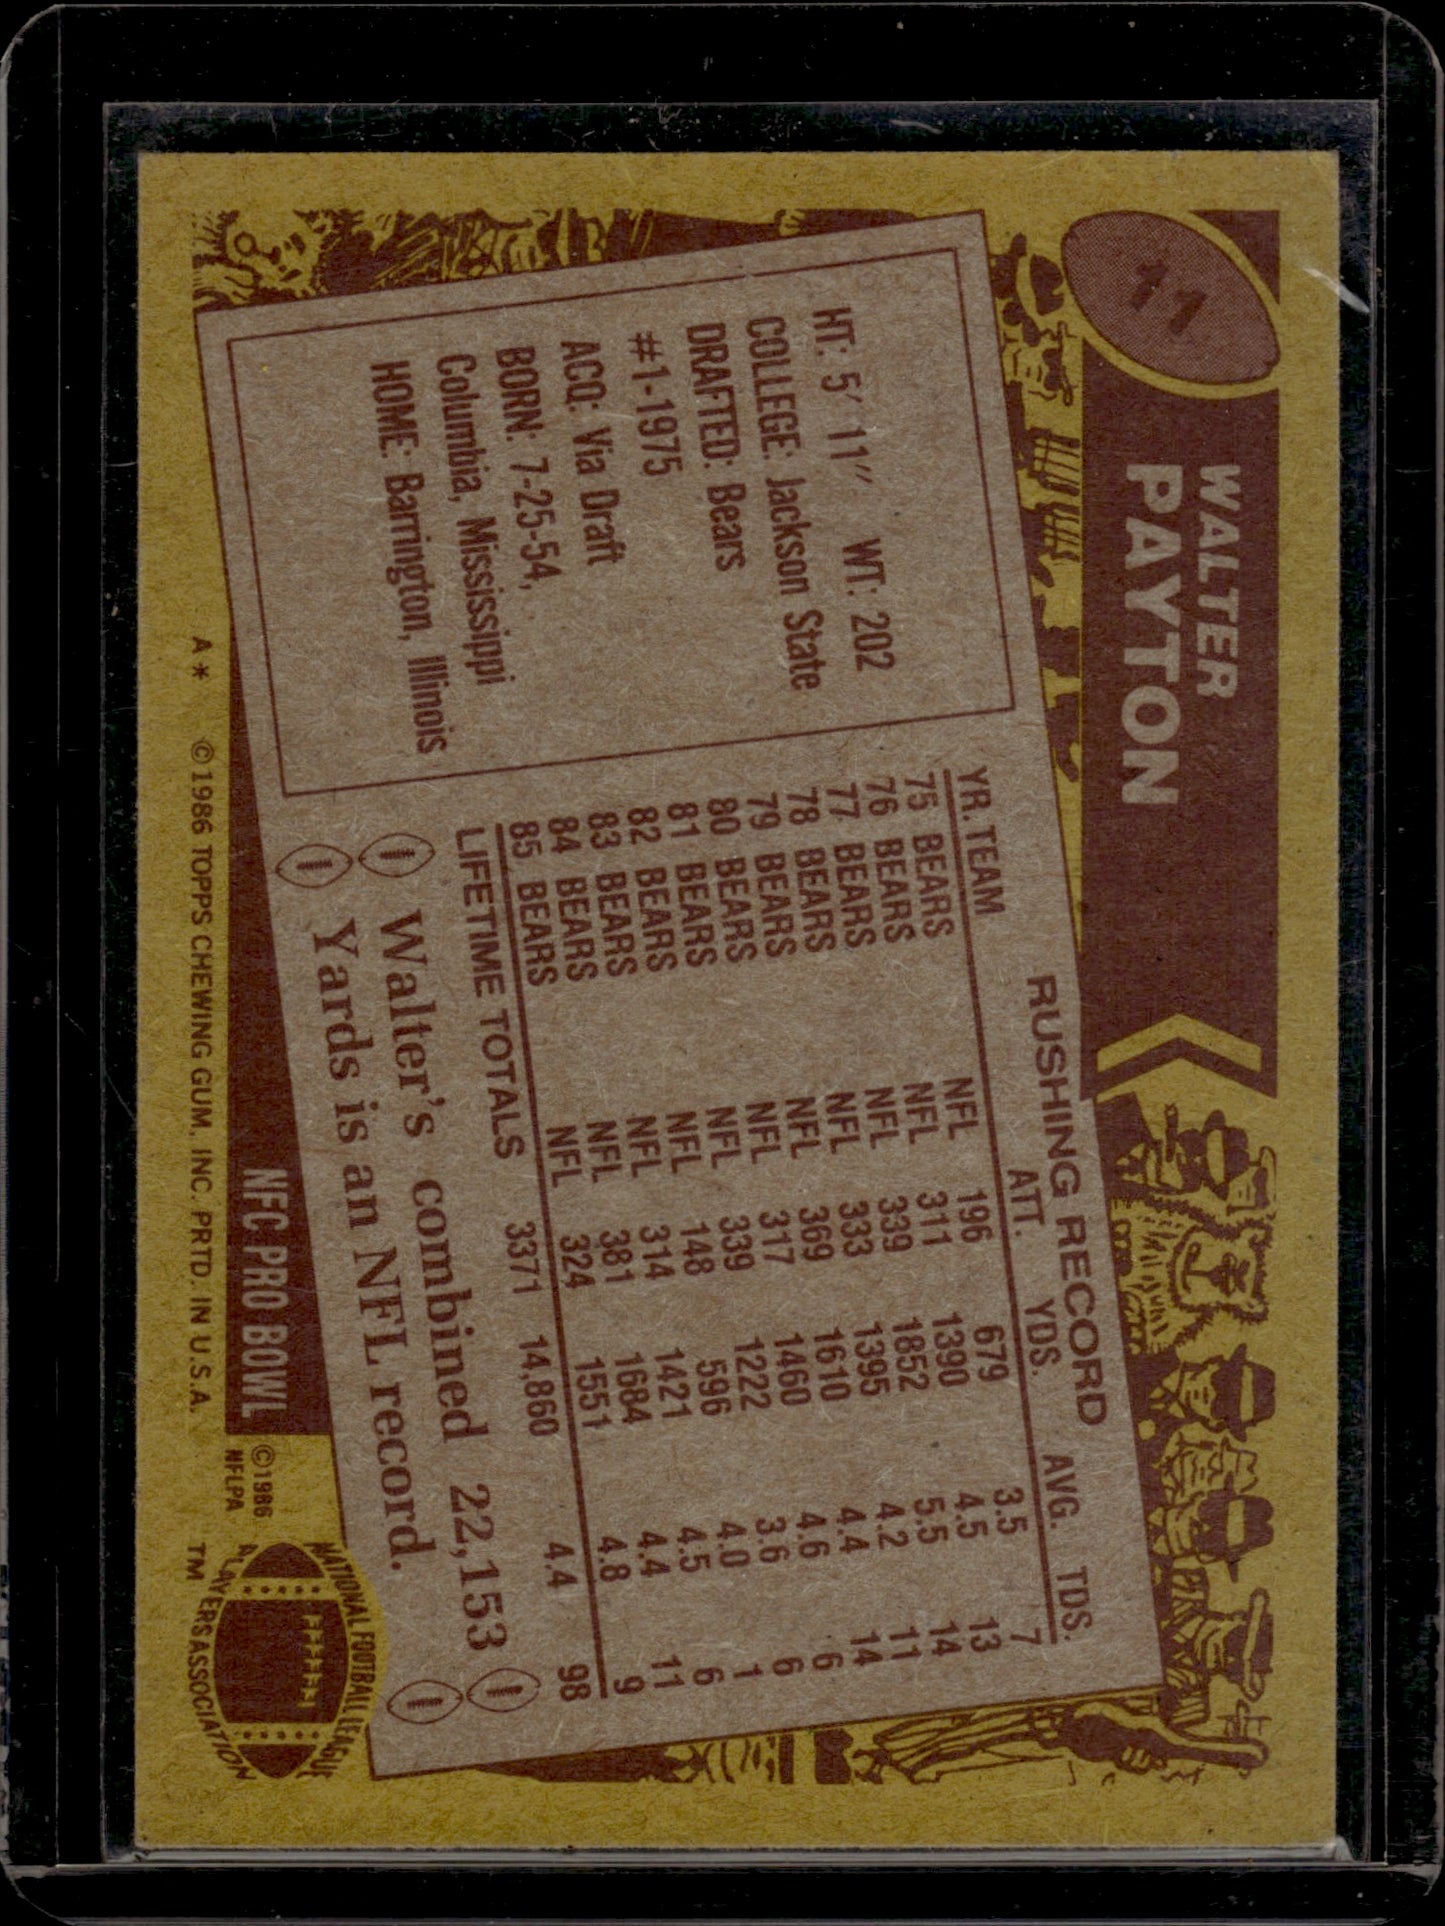 11
WALTER
PAYTON
HT: 5' 11" WT: 202
COLLEGE: Jackson State
DRAFTED: Bears
#1-1975
ACQ: Via Draft
BORN: 7-25-54,
Columbia, Mississippi
HOME: Barrington, Illinois
RUSHING RECORD
YR. TEAM ATT. YDS. AVG. TDS.
75 BEARS NFL 196 679 3.5 7
76 BEARS NFL 311 1390 4.5 13
77 BEARS NFL 339 1852 5.5 14
78 BEARS NFL 333 1395 4.2 11
79 BEARS NFL 369 1610 4.4 14
80 BEARS NFL 317 1460 4.6 6
81 BEARS NFL 339 1222 3.6 6
82 BEARS NFL 148 596 4.0 1
83 BEARS NFL 314 1421 4.5 6
84 BEARS NFL 381 1684 4.4 11
85 BEARS NFL 324 1551 4.8 9
LIFETIME TOTALS 3371 14,860 4.4 98
Walter's combined 22,153
Yards is an NFL record.
NFC PRO BOWL
©1986
NFLPA
NATIONAL FOOTBALL LEAGUE
PLAYERS ASSOCIATION
TM
A* ©1986 TOPPS CHEWING GUM, INC. PRTD. IN U.S.A.